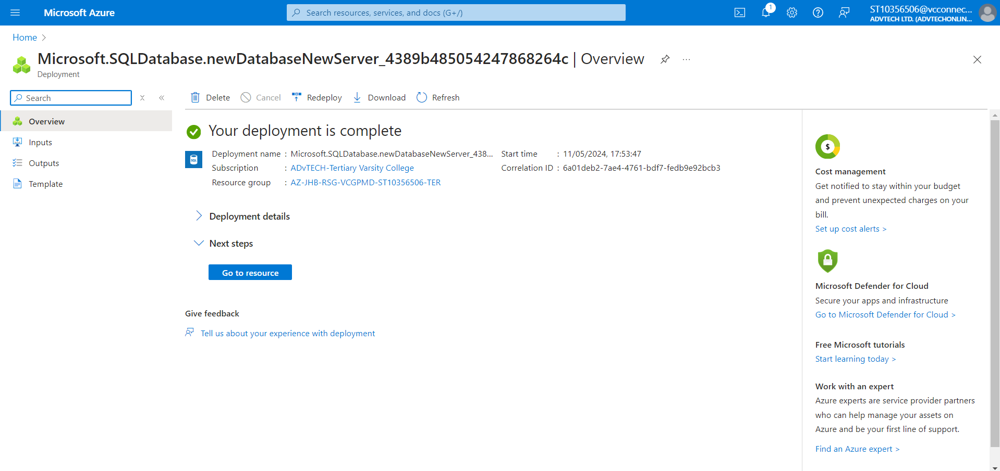 Microsoft Azure
Search resources, services, and docs (G+/)
1
ST10356506@vcconnec...
ADVTECH LTD. (ADVTECHONLIN...
Home
Microsoft.SQLDatabase.newDatabaseNewServer_4389b485054247868264c | Overview
Deployment
Search
Delete
Cancel
Redeploy
Download
Refresh
Overview
Inputs
Outputs
Template
Your deployment is complete
SQL
Deployment name : Microsoft.SQLDatabase.newDatabaseNewServer_438...
Subscription : ADvTECH-Tertiary Varsity College
Resource group : AZ-JHB-RSG-VCGPMD-ST10356506-TER
Start time : 11/05/2024, 17:53:47
Correlation ID : 6a01deb2-7ae4-4761-bdf7-fedb9e92bcb3
Deployment details
Next steps
Go to resource
Give feedback
Tell us about your experience with deployment
$
Cost management
Get notified to stay within your budget
and prevent unexpected charges on your
bill.
Set up cost alerts >
Microsoft Defender for Cloud
Secure your apps and infrastructure
Go to Microsoft Defender for Cloud >
Free Microsoft tutorials
Start learning today >
Work with an expert
Azure experts are service provider partners
who can help manage your assets on
Azure and be your first line of support.
Find an Azure expert >